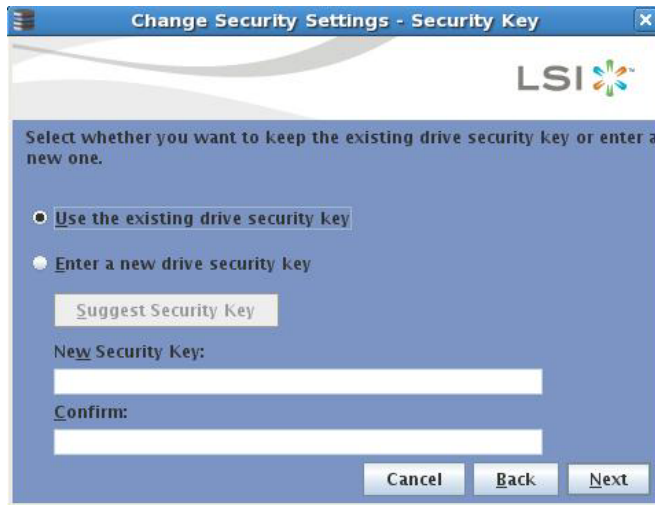 Change Security Settings - Security Key
LSI
Select whether you want to keep the existing drive security key or enter a
new one.
Use the existing drive security key
Enter a new drive security key
Suggest Security Key
New Security Key:
Confirm:
Cancel Back Next